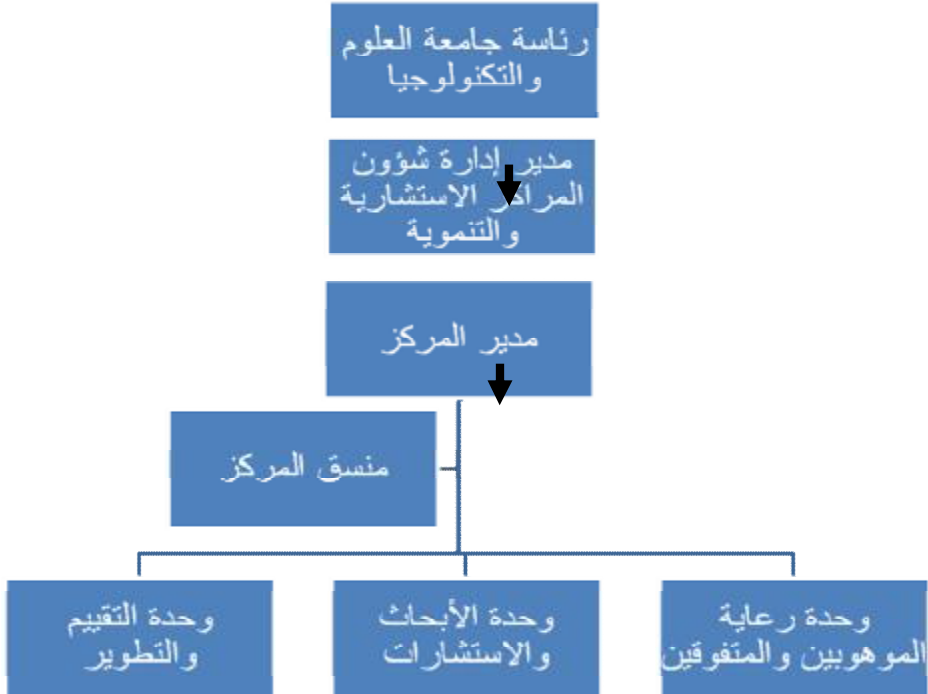 رئاسة جامعة العلوم
والتكنولوجيا
مدير إدارة شؤون
المراكز الاستشارية
والتنموية
مدير المركز
منسق المركز
وحدة رعاية
الموهوبين والمتفوقين
وحدة الأبحاث
والاستشارات
وحدة التقييم
والتطوير